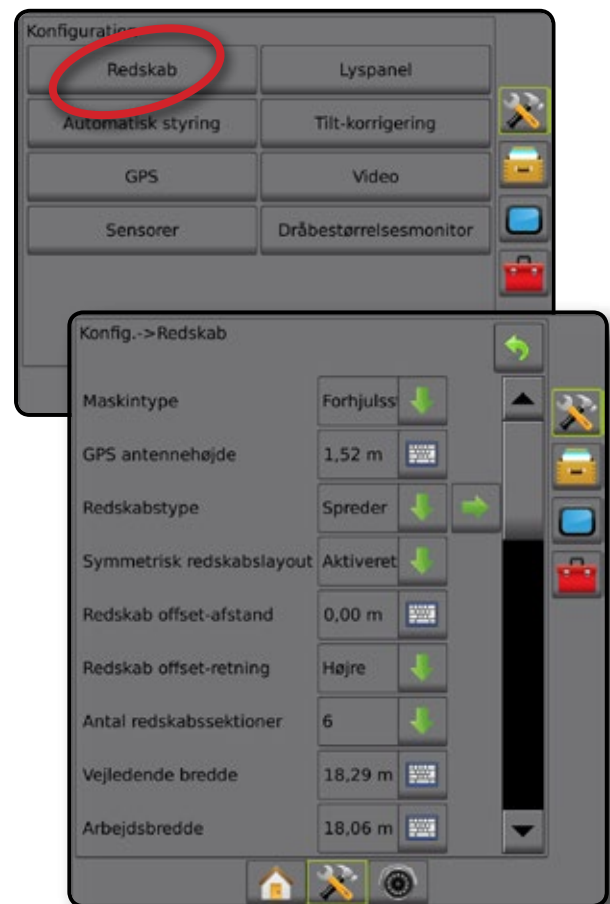 Konfiguration
Redskab Lyspanel
Automatisk styring Tilt-korrigering
GPS Video
Sensorer Dråbestørrelsesmonitor
Konfig.->Redskab
Maskintype Forhjulss
GPS antennehøjde 1,52 m
Redskabstype Spreder
Symmetrisk redskabslayout Aktiveret
Redskab offset-afstand 0,00 m
Redskab offset-retning Højre
Antal redskabssektioner 6
Vejledende bredde 18,29 m
Arbejdsbredde 18,06 m